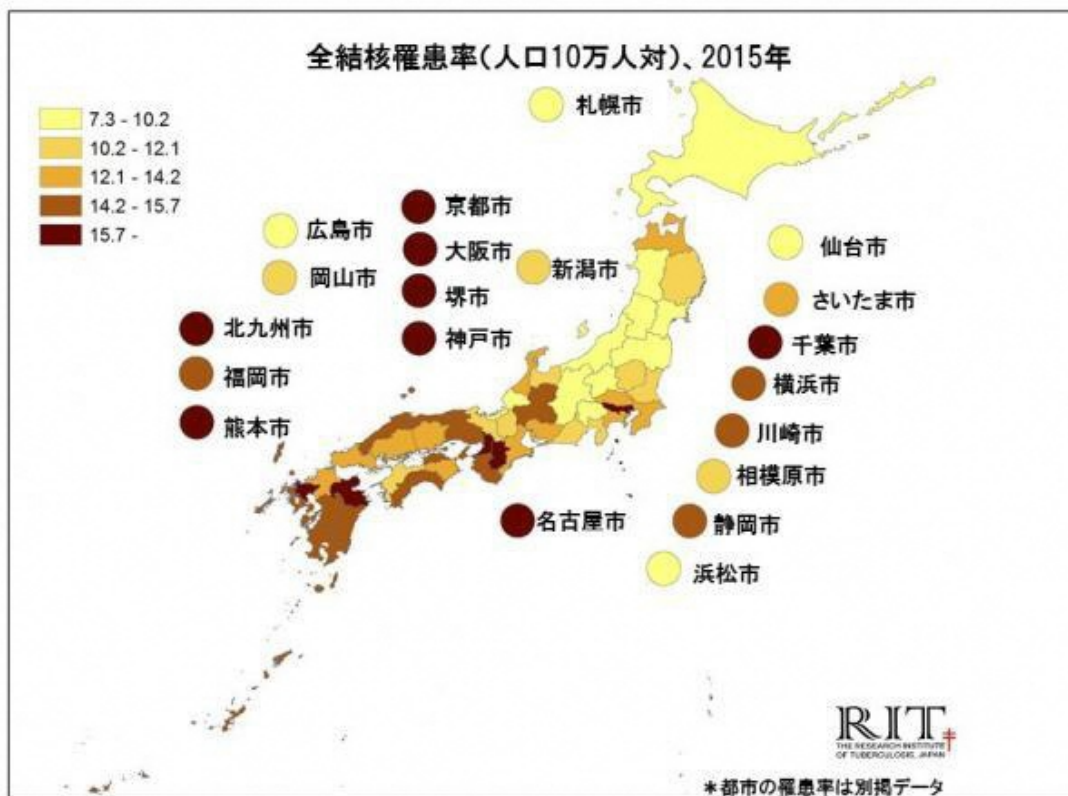 全結核罹患率(人口10万人対)、2015年
7.3 - 10.2
10.2 - 12.1
12.1 - 14.2
14.2 - 15.7
15.7 -
札幌市
京都市
広島市
大阪市
新潟市
仙台市
岡山市
堺市
さいたま市
北九州市
神戸市
千葉市
福岡市
横浜市
熊本市
川崎市
相模原市
名古屋市
静岡市
浜松市
RIT
THE RESEARCH INSTITUTE
OF TUBERCULOSIS, JAPAN
*都市の罹患率は別掲データ